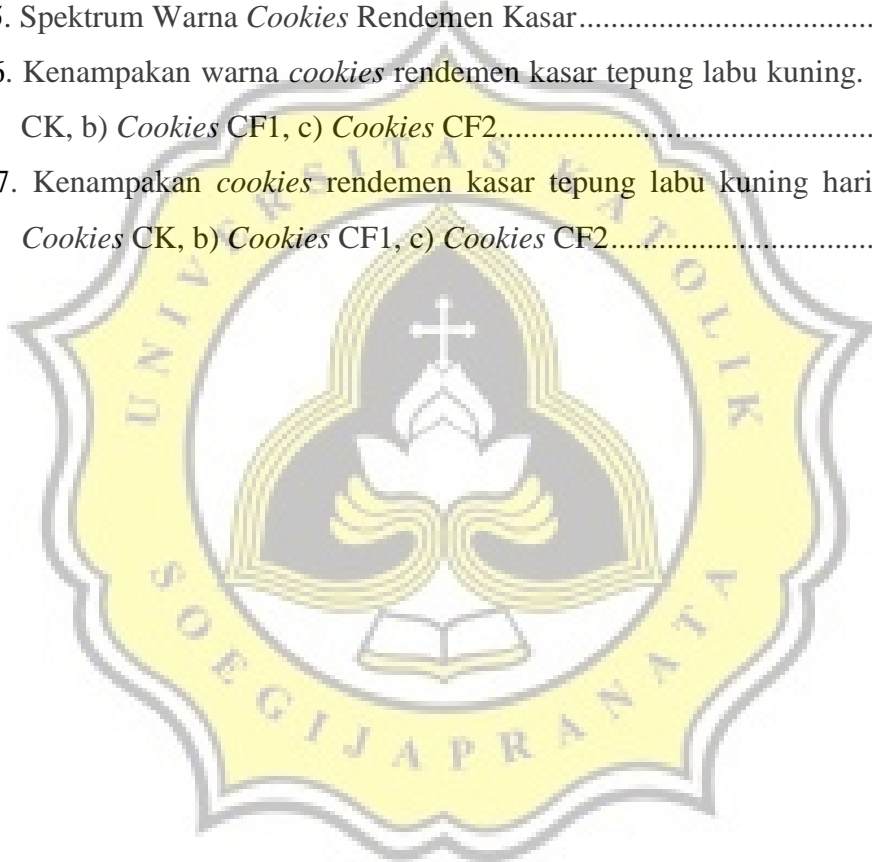 5. Spektrum Warna Cookies Rendemen Kasar..........................................
6. Kenampakan warna cookies rendemen kasar tepung labu kuning.
CK, b) Cookies CF1, c) Cookies CF2....................................................
7. Kenampakan cookies rendemen kasar tepung labu kuning hari
Cookies CK, b) Cookies CF1, c) Cookies CF2.......................................
UNIVERSITAS KATOLIK
SOEGIJAPRANATA